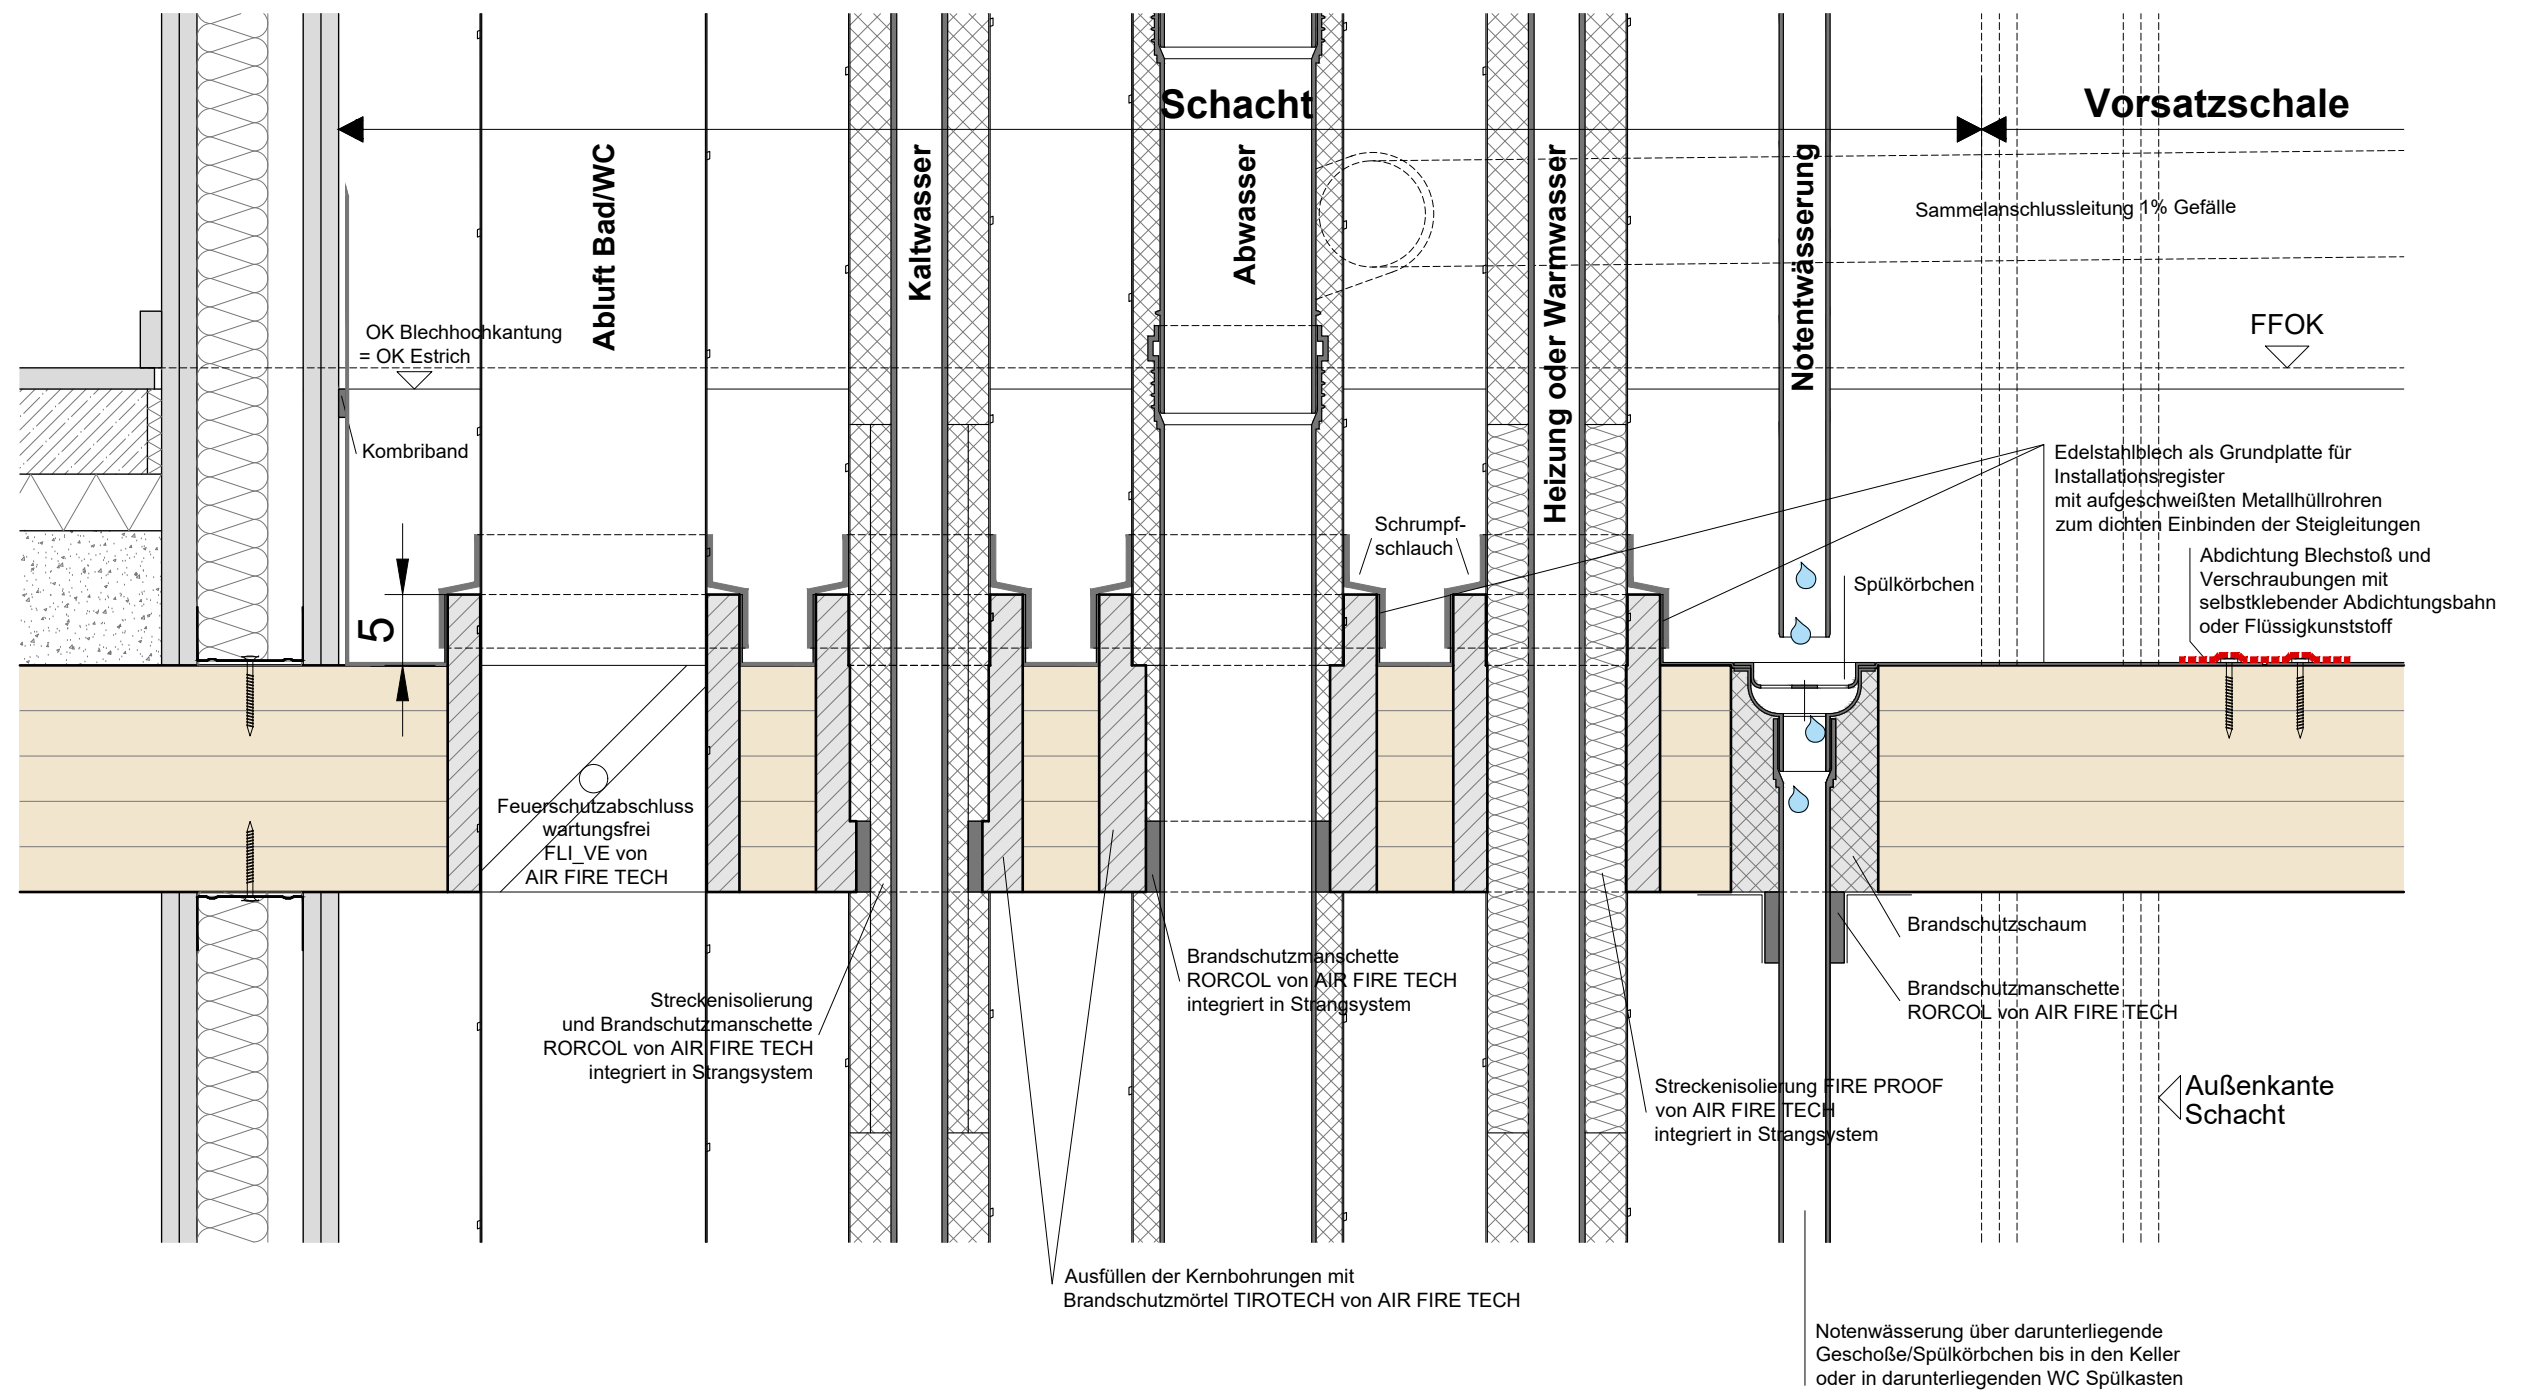 Schacht
Vorsatzschale
Abluft Bad/WC
Kaltwasser
Abwasser
Heizung oder Warmwasser
Notentwässerung
Sammelanschlussleitung 1% Gefälle
OK Blechhochkantung
= OK Estrich
FFOK
Kombriband
Edelstahlblech als Grundplatte für
Installationsregister
mit aufgeschweißten Metallhüllrohren
zum dichten Einbinden der Steigleitungen
Schrumpf-
schlauch
Abdichtung Blechstoß und
Verschraubungen mit
selbstklebender Abdichtungsbahn
oder Flüssigkunststoff
Spülkörbchen
5
Feuerschutzabschluss
wartungsfrei
FLI_VE von
AIR FIRE TECH
Brandschutzschaum
Brandschutzmanschette
RORCOL von AIR FIRE TECH
integriert in Strangsystem
Streckenisolierung
und Brandschutzmanschette
RORCOL von AIR FIRE TECH
integriert in Strangsystem
Brandschutzmanschette
RORCOL von AIR FIRE TECH
Streckenisolierung FIRE PROOF
von AIR FIRE TECH
integriert in Strangsystem
Außenkante
Schacht
Ausfüllen der Kernbohrungen mit
Brandschutzmörtel TIROTECH von AIR FIRE TECH
Notenwässerung über darunterliegende
Geschoße/Spülkörbchen bis in den Keller
oder in darunterliegenden WC Spülkasten